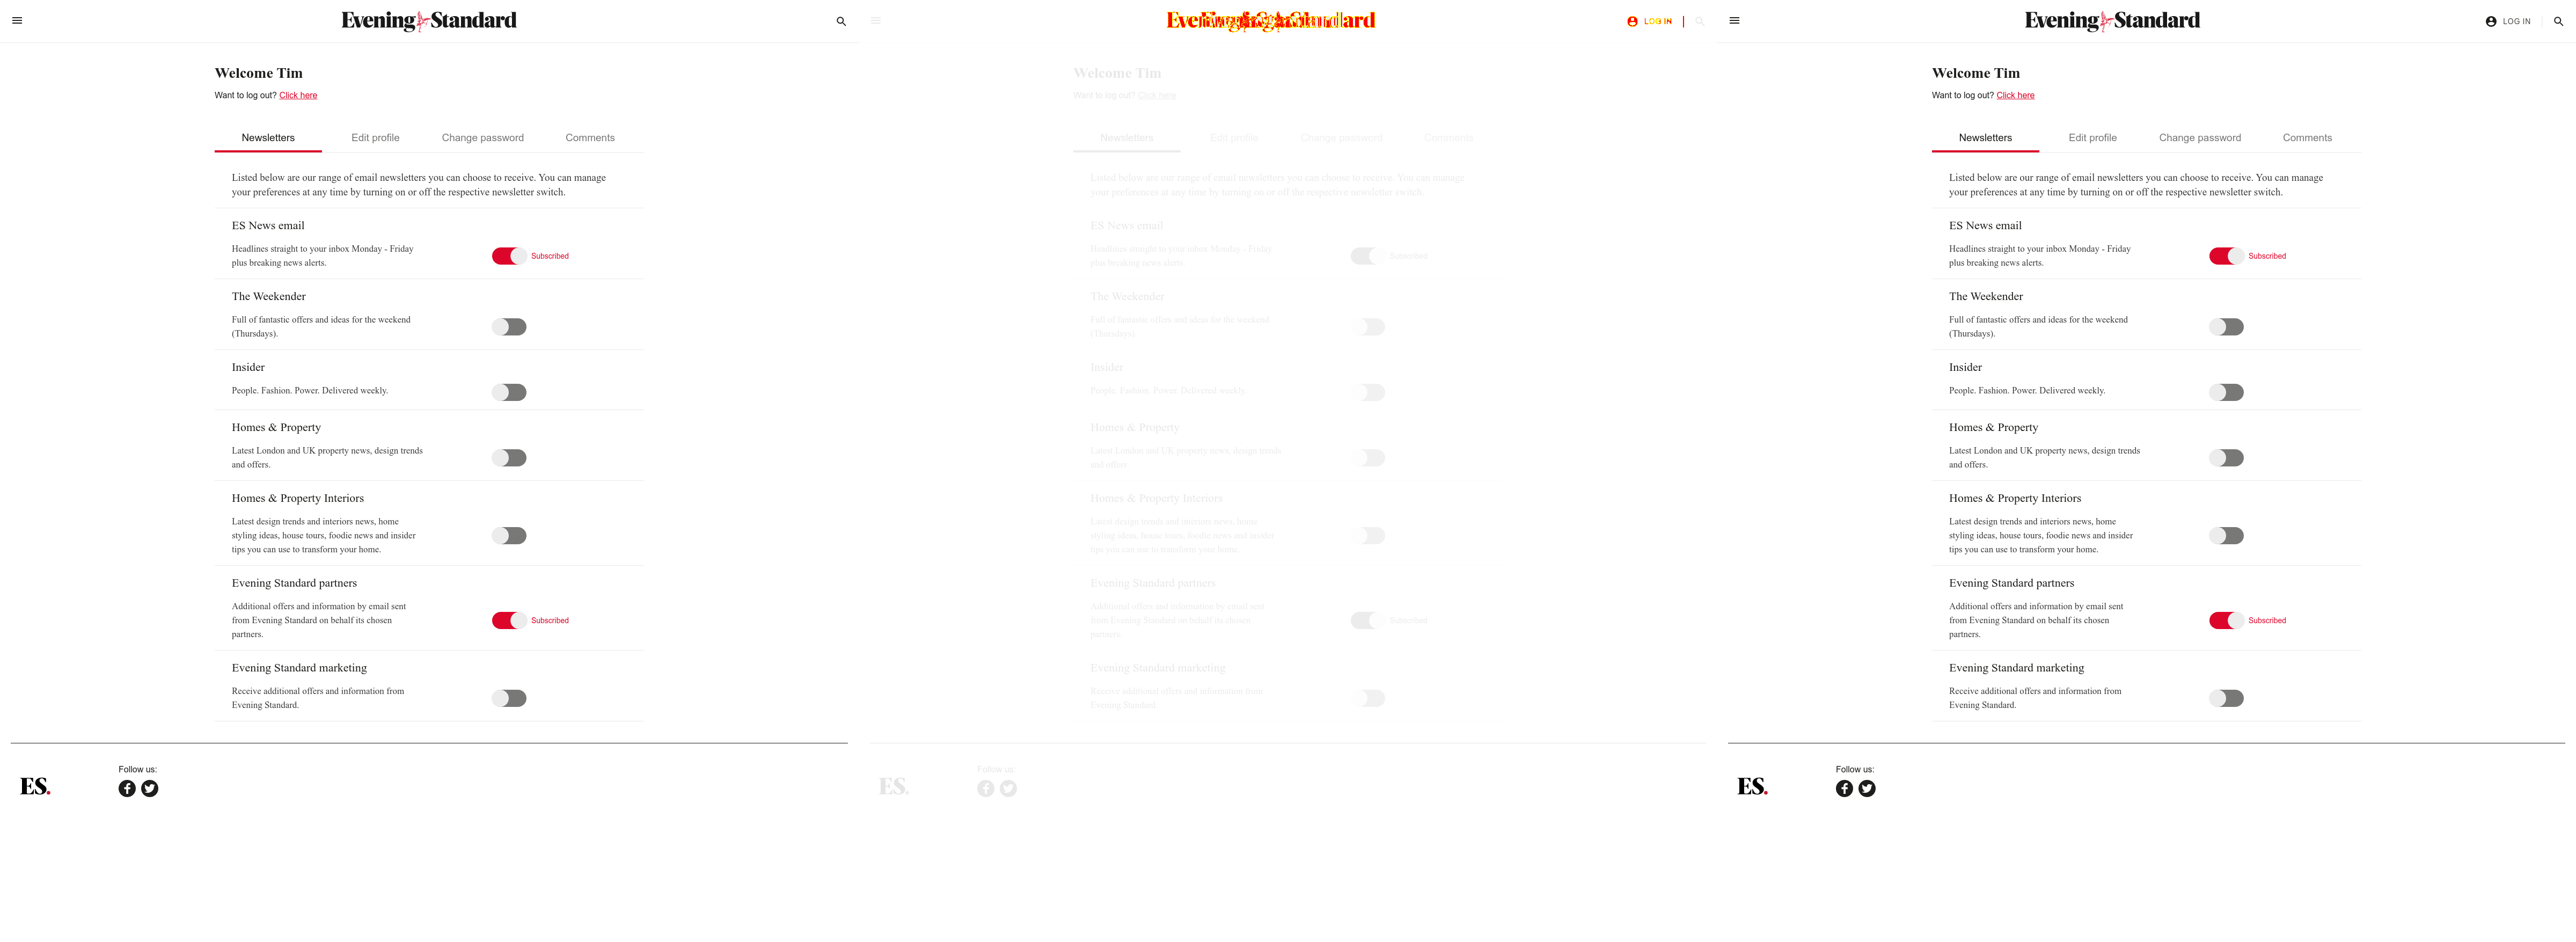 Evening Standard
Welcome Tim
Want to log out? Click here
Newsletters Edit profile Change password Comments
Listed below are our range of email newsletters you can choose to receive. You can manage
your preferences at any time by turning on or off the respective newsletter switch.
ES News email
Headlines straight to your inbox Monday - Friday
plus breaking news alerts.
Subscribed
The Weekender
Full of fantastic offers and ideas for the weekend
(Thursdays).
Insider
People. Fashion. Power. Delivered weekly.
Homes & Property
Latest London and UK property news, design trends
and offers.
Homes & Property Interiors
Latest design trends and interiors news, home
styling ideas, house tours, foodie news and insider
tips you can use to transform your home.
Evening Standard partners
Additional offers and information by email sent
from Evening Standard on behalf its chosen
partners.
Subscribed
Evening Standard marketing
Receive additional offers and information from
Evening Standard.
ES.
Follow us:
LOG IN
Welcome Tim
Want to log out? Click here
Newsletters Edit profile Change password Comments
Listed below are our range of email newsletters you can choose to receive. You can manage
your preferences at any time by turning on or off the respective newsletter switch.
ES News email
Headlines straight to your inbox Monday - Friday
plus breaking news alerts.
Subscribed
The Weekender
Full of fantastic offers and ideas for the weekend
(Thursdays).
Insider
People. Fashion. Power. Delivered weekly.
Homes & Property
Latest London and UK property news, design trends
and offers.
Homes & Property Interiors
Latest design trends and interiors news, home
styling ideas, house tours, foodie news and insider
tips you can use to transform your home.
Evening Standard partners
Additional offers and information by email sent
from Evening Standard on behalf its chosen
partners.
Subscribed
Evening Standard marketing
Receive additional offers and information from
Evening Standard.
ES.
Follow us:
Evening Standard
LOG IN
Welcome Tim
Want to log out? Click here
Newsletters Edit profile Change password Comments
Listed below are our range of email newsletters you can choose to receive. You can manage
your preferences at any time by turning on or off the respective newsletter switch.
ES News email
Headlines straight to your inbox Monday - Friday
plus breaking news alerts.
Subscribed
The Weekender
Full of fantastic offers and ideas for the weekend
(Thursdays).
Insider
People. Fashion. Power. Delivered weekly.
Homes & Property
Latest London and UK property news, design trends
and offers.
Homes & Property Interiors
Latest design trends and interiors news, home
styling ideas, house tours, foodie news and insider
tips you can use to transform your home.
Evening Standard partners
Additional offers and information by email sent
from Evening Standard on behalf its chosen
partners.
Subscribed
Evening Standard marketing
Receive additional offers and information from
Evening Standard.
ES.
Follow us: